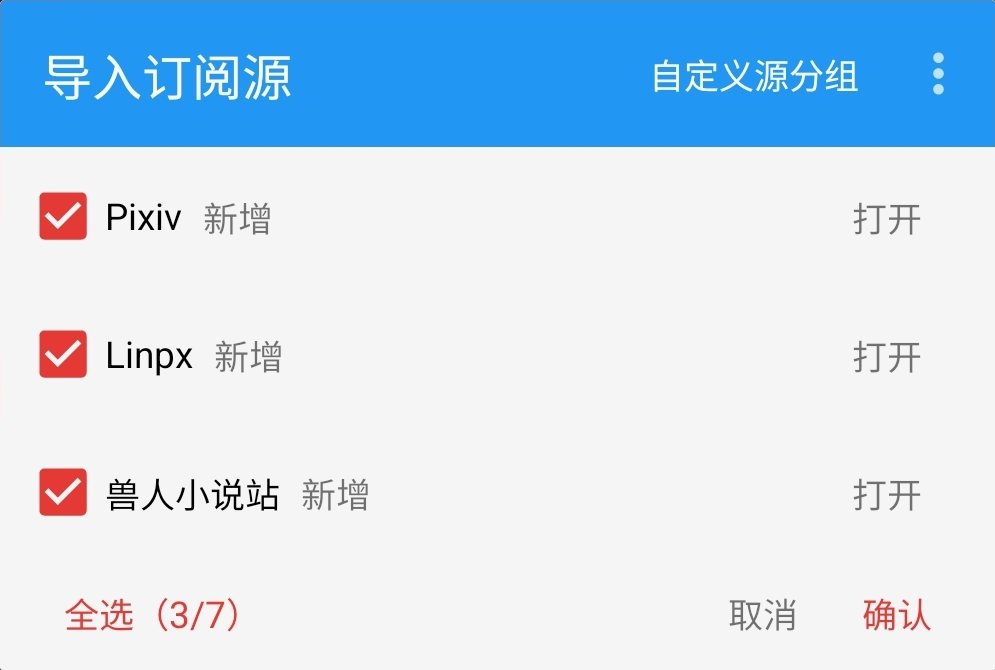 导入订阅源 自定义源分组
Pixiv 新增 打开
Linpx 新增 打开
兽人小说站 新增 打开
全选（3/7） 取消 确认